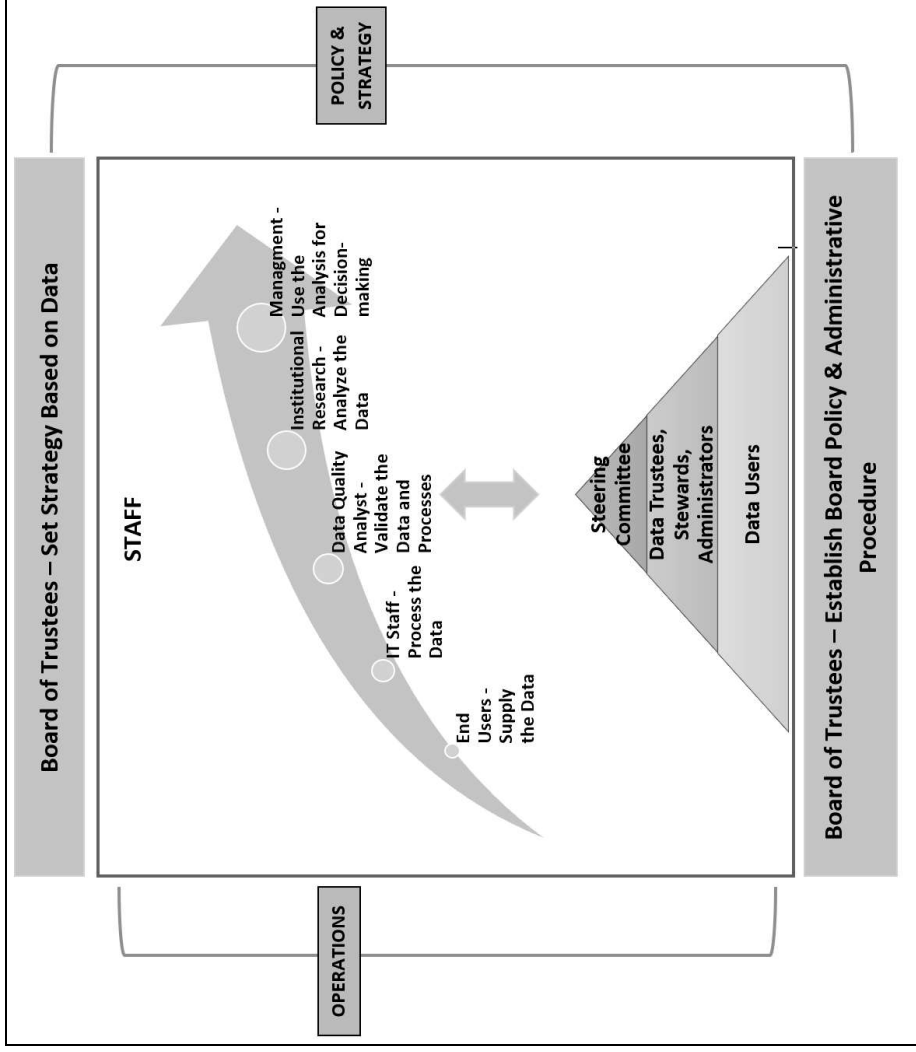 Board of Trustees – Set Strategy Based on Data
STAFF
OPERATIONS
POLICY &
STRATEGY
End
Users -
Supply
the Data
IT Staff -
Process the
Data
Data Quality
Analyst -
Validate the
Data and
Processes
Institutional
Research -
Analyze the
Data
Managment -
Use the
Analysis for
Decision-
making
Steering
Committee
Data Trustees,
Stewards,
Administrators
Data Users
Board of Trustees – Establish Board Policy & Administrative
Procedure